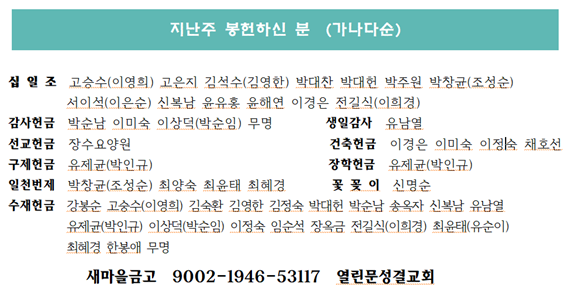 지난주 봉헌하신 분 (가나다순)
십 일 조 고승수(이영희) 고은지 김석수(김영한) 박대찬 박대헌 박주원 박창균(조성순)
서이석(이은순) 신복남 윤유홍 윤해연 이경은 전길식(이희경)
감사헌금 박순남 이미숙 이상덕(박순임) 무명 생일감사 유남열
선교헌금 장수요양원 건축헌금 이경은 이미숙 이정숙 채호선
구제헌금 유제균(박인규) 장학헌금 유제균(박인규)
일천번제 박창균(조성순) 최양숙 최윤태 최혜경 꽃 꽂 이 신명순
수재헌금 강봉순 고승수(이영희) 김숙환 김영한 김정숙 박대헌 박순남 송옥자 신복남 유남열
유제균(박인규) 이상덕(박순임) 이정숙 임순석 장옥금 전길식(이희경) 최윤태(유순이)
최혜경 한봉애 무명
새마을금고 9002-1946-53117 열린문성결교회